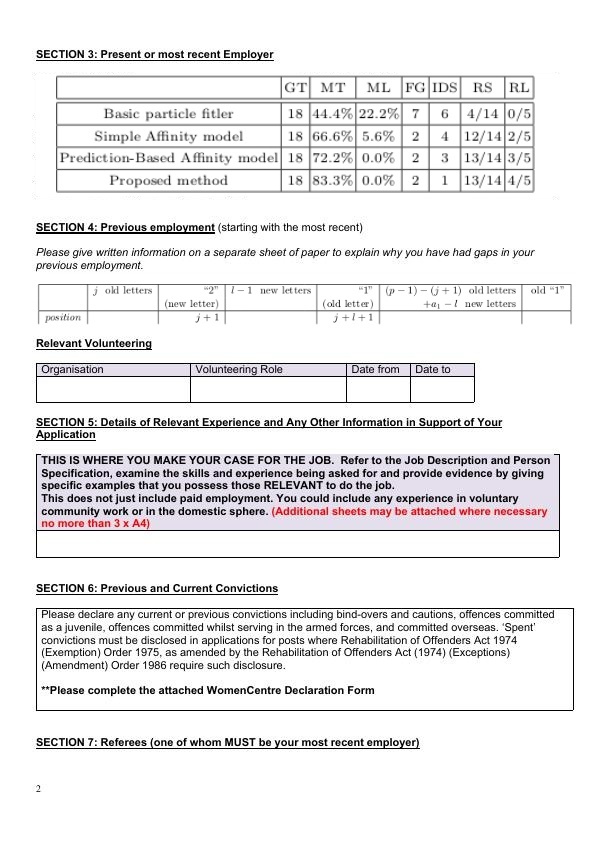 SECTION 3: Present or most recent Employer
GT MT ML FG IDS RS RL
Basic particle fitler 18 44.4% 22.2% 7 6 4/14 0/5
Simple Affinity model 18 66.6% 5.6% 2 4 12/14 2/5
Prediction-Based Affinity model 18 72.2% 0.0% 2 3 13/14 3/5
Proposed method 18 83.3% 0.0% 2 1 13/14 4/5
SECTION 4: Previous employment (starting with the most recent)
Please give written information on a separate sheet of paper to explain why you have had gaps in your
previous employment.
j old letters “2” l − 1 new letters “1” (p − 1) − (j + 1) old letters old “1”
(new letter) (old letter) +a₁ − l new letters
position j + 1 j + l + 1
Relevant Volunteering
Organisation Volunteering Role Date from Date to
SECTION 5: Details of Relevant Experience and Any Other Information in Support of Your
Application
THIS IS WHERE YOU MAKE YOUR CASE FOR THE JOB. Refer to the Job Description and Person
Specification, examine the skills and experience being asked for and provide evidence by giving
specific examples that you possess those RELEVANT to do the job.
This does not just include paid employment. You could include any experience in voluntary
community work or in the domestic sphere. (Additional sheets may be attached where necessary
no more than 3 x A4)
SECTION 6: Previous and Current Convictions
Please declare any current or previous convictions including bind-overs and cautions, offences committed
as a juvenile, offences committed whilst serving in the armed forces, and committed overseas. ‘Spent’
convictions must be disclosed in applications for posts where Rehabilitation of Offenders Act 1974
(Exemption) Order 1975, as amended by the Rehabilitation of Offenders Act (1974) (Exceptions)
(Amendment) Order 1986 require such disclosure.
**Please complete the attached WomenCentre Declaration Form
SECTION 7: Referees (one of whom MUST be your most recent employer)
2